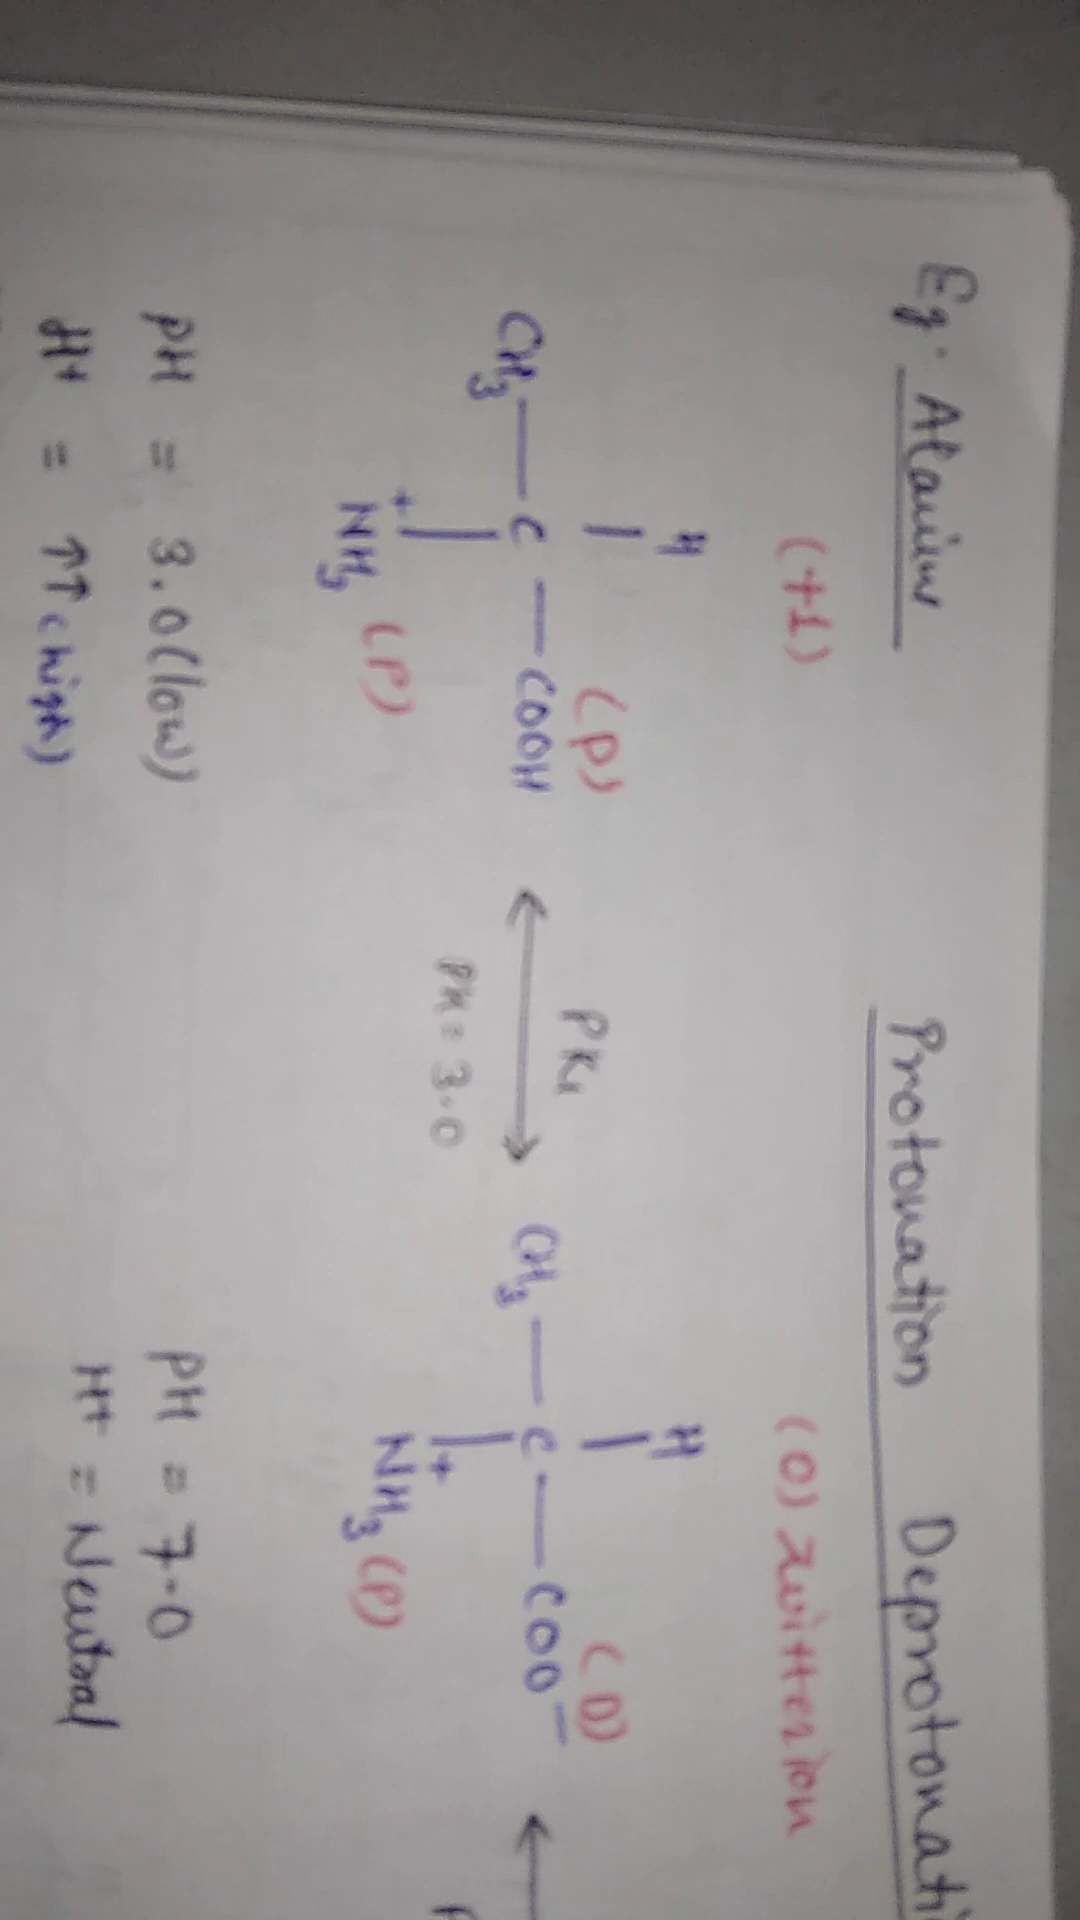 Protonation Deprotonati
Eg. Alanine
(+1) (0) zwitterion
H H
(P) (D)
CH3 — C — COOH ⟷ CH3 — C — COO−
PK1
PH = 3.0
+NH3 (P) +NH3 (P)
PH = 3.0 (low) PH = 7.0
H+ = ↑↑ (high) H+ = Neutral